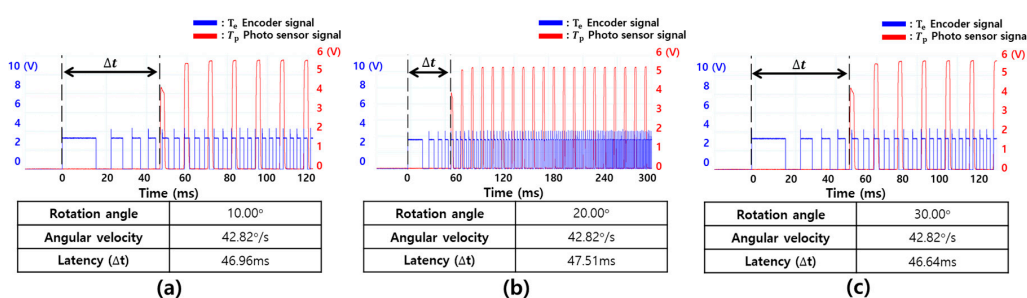 : Te Encoder signal
: Tp Photo sensor signal
10 (V)
8
6
4
2
0
6 (V)
5
4
3
2
1
0
Δt
0 20 40 60 80 100 120
Time (ms)
Rotation angle 10.00°
Angular velocity 42.82°/s
Latency (Δt) 46.96ms
(a)
: Te Encoder signal
: Tp Photo sensor signal
10 (V)
8
6
4
2
0
6 (V)
5
4
3
2
1
0
Δt
0 60 120 180 240 300
Time (ms)
Rotation angle 20.00°
Angular velocity 42.82°/s
Latency (Δt) 47.51ms
(b)
: Te Encoder signal
: Tp Photo sensor signal
10 (V)
8
6
4
2
0
6 (V)
5
4
3
2
1
0
Δt
0 20 40 60 80 100 120
Time (ms)
Rotation angle 30.00°
Angular velocity 42.82°/s
Latency (Δt) 46.64ms
(c)